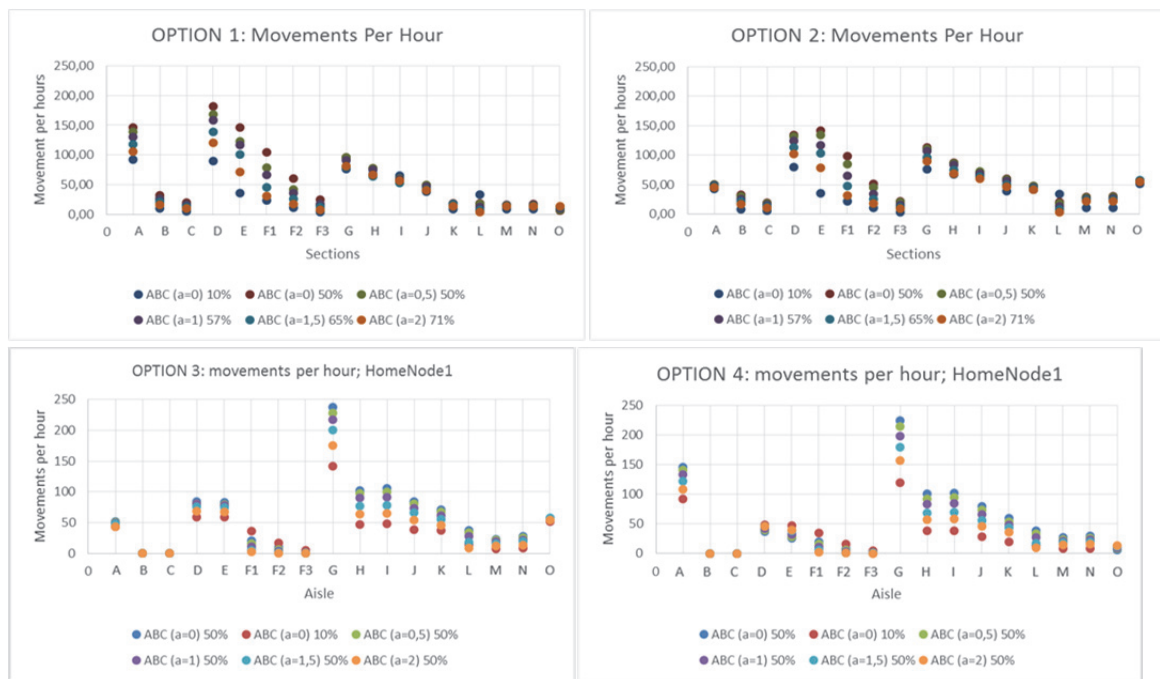 OPTION 1: Movements Per Hour
Movement per hours
250,00
200,00
150,00
100,00
50,00
0,00
0 A B C D E F1 F2 F3 G H I J K L M N O
Sections
ABC (a=0) 10% ABC (a=0) 50% ABC (a=0,5) 50%
ABC (a=1) 57% ABC (a=1,5) 65% ABC (a=2) 71%
OPTION 2: Movements Per Hour
Movement per hours
250,00
200,00
150,00
100,00
50,00
0,00
0 A B C D E F1 F2 F3 G H I J K L M N O
Sections
ABC (a=0) 10% ABC (a=0) 50% ABC (a=0,5) 50%
ABC (a=1) 57% ABC (a=1,5) 65% ABC (a=2) 71%
OPTION 3: movements per hour; HomeNode1
Movements per hour
250
200
150
100
50
0
0 A B C D E F1 F2 F3 G H I J K L M N O
Aisle
ABC (a=0) 50% ABC (a=0) 10% ABC (a=0,5) 50%
ABC (a=1) 50% ABC (a=1,5) 50% ABC (a=2) 50%
OPTION 4: movements per hour; HomeNode1
Movements per hour
250
200
150
100
50
0
0 A B C D E F1 F2 F3 G H I J K L M N O
Aisle
ABC (a=0) 50% ABC (a=0) 10% ABC (a=0,5) 50%
ABC (a=1) 50% ABC (a=1,5) 50% ABC (a=2) 50%